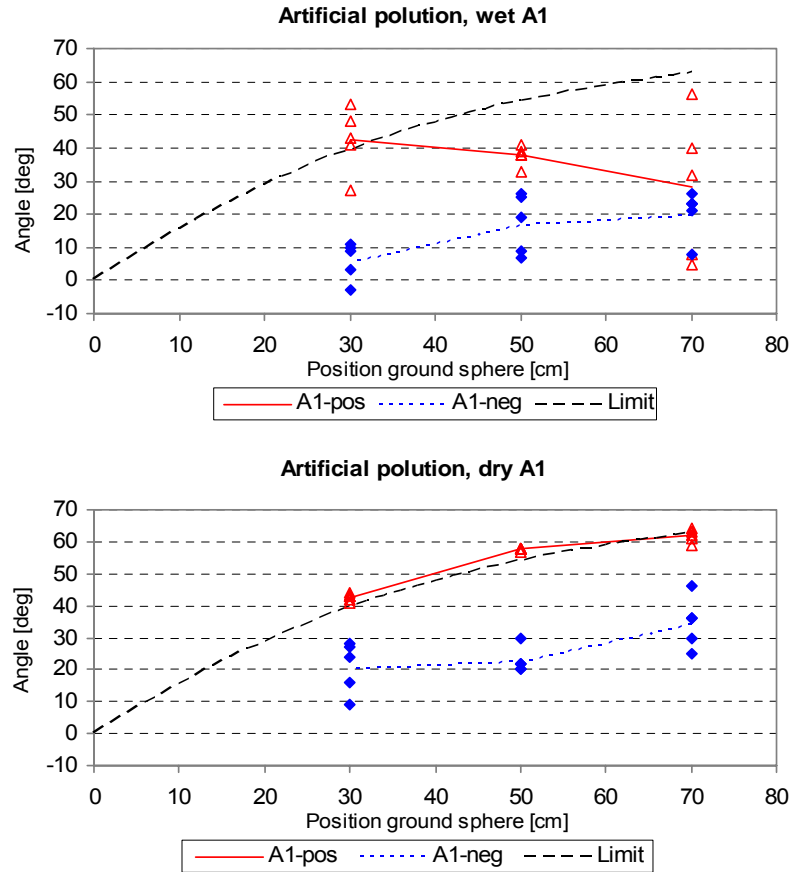 Artificial polution, wet A1
70
60
50
40
30
20
10
0
-10
Angle [deg]
0 10 20 30 40 50 60 70 80
Position ground sphere [cm]
A1-pos A1-neg Limit
Artificial polution, dry A1
70
60
50
40
30
20
10
0
-10
Angle [deg]
0 10 20 30 40 50 60 70 80
Position ground sphere [cm]
A1-pos A1-neg Limit